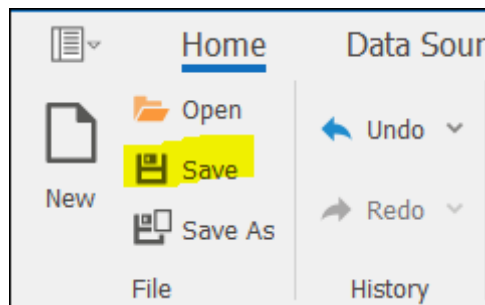 Home Data Sour
New
Open
Save
Save As
File
Undo
Redo
History